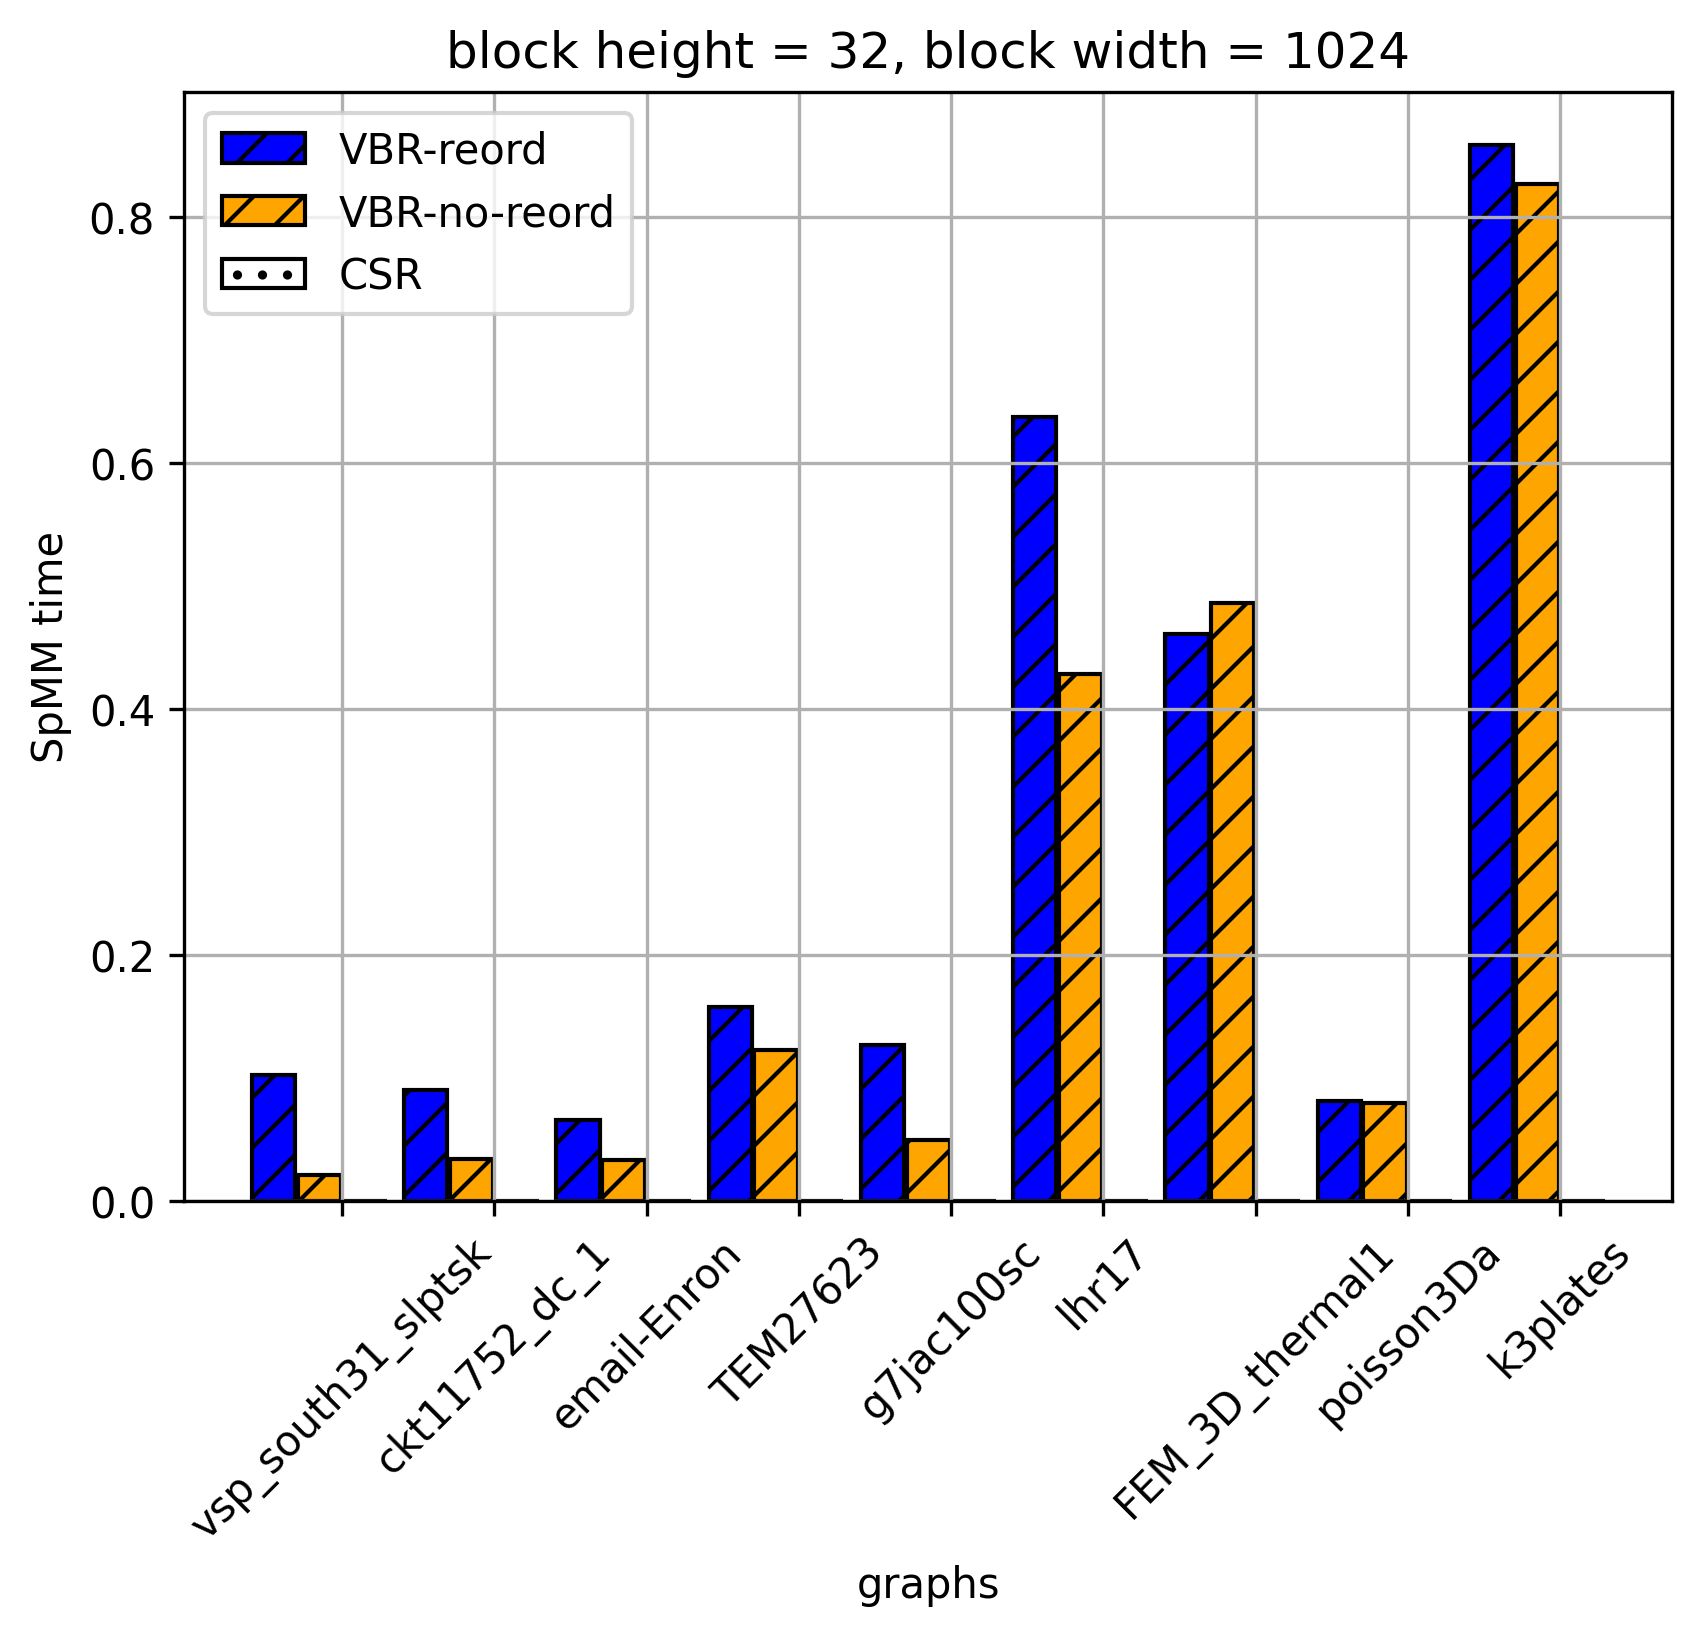 block height = 32, block width = 1024
VBR-reord
VBR-no-reord
CSR
SpMM time
0.8
0.6
0.4
0.2
0.0
vsp_south31_slptsk
ckt11752_dc_1
email-Enron
TEM27623
g7jac100sc
lhr17
FEM_3D_thermal1
poisson3Da
k3plates
graphs